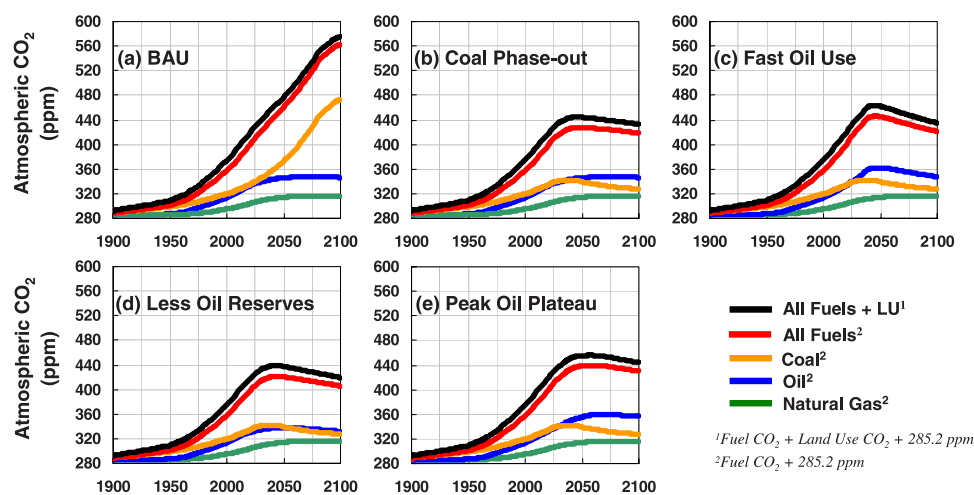 Atmospheric CO2
(ppm)
600
560
520
480
440
400
360
320
280
(a) BAU
1900 1950 2000 2050 2100
600
560
520
480
440
400
360
320
280
(b) Coal Phase-out
1900 1950 2000 2050 2100
600
560
520
480
440
400
360
320
280
(c) Fast Oil Use
1900 1950 2000 2050 2100
Atmospheric CO2
(ppm)
600
560
520
480
440
400
360
320
280
(d) Less Oil Reserves
1900 1950 2000 2050 2100
600
560
520
480
440
400
360
320
280
(e) Peak Oil Plateau
1900 1950 2000 2050 2100
All Fuels + LU¹
All Fuels²
Coal²
Oil²
Natural Gas²
¹Fuel CO2 + Land Use CO2 + 285.2 ppm
²Fuel CO2 + 285.2 ppm